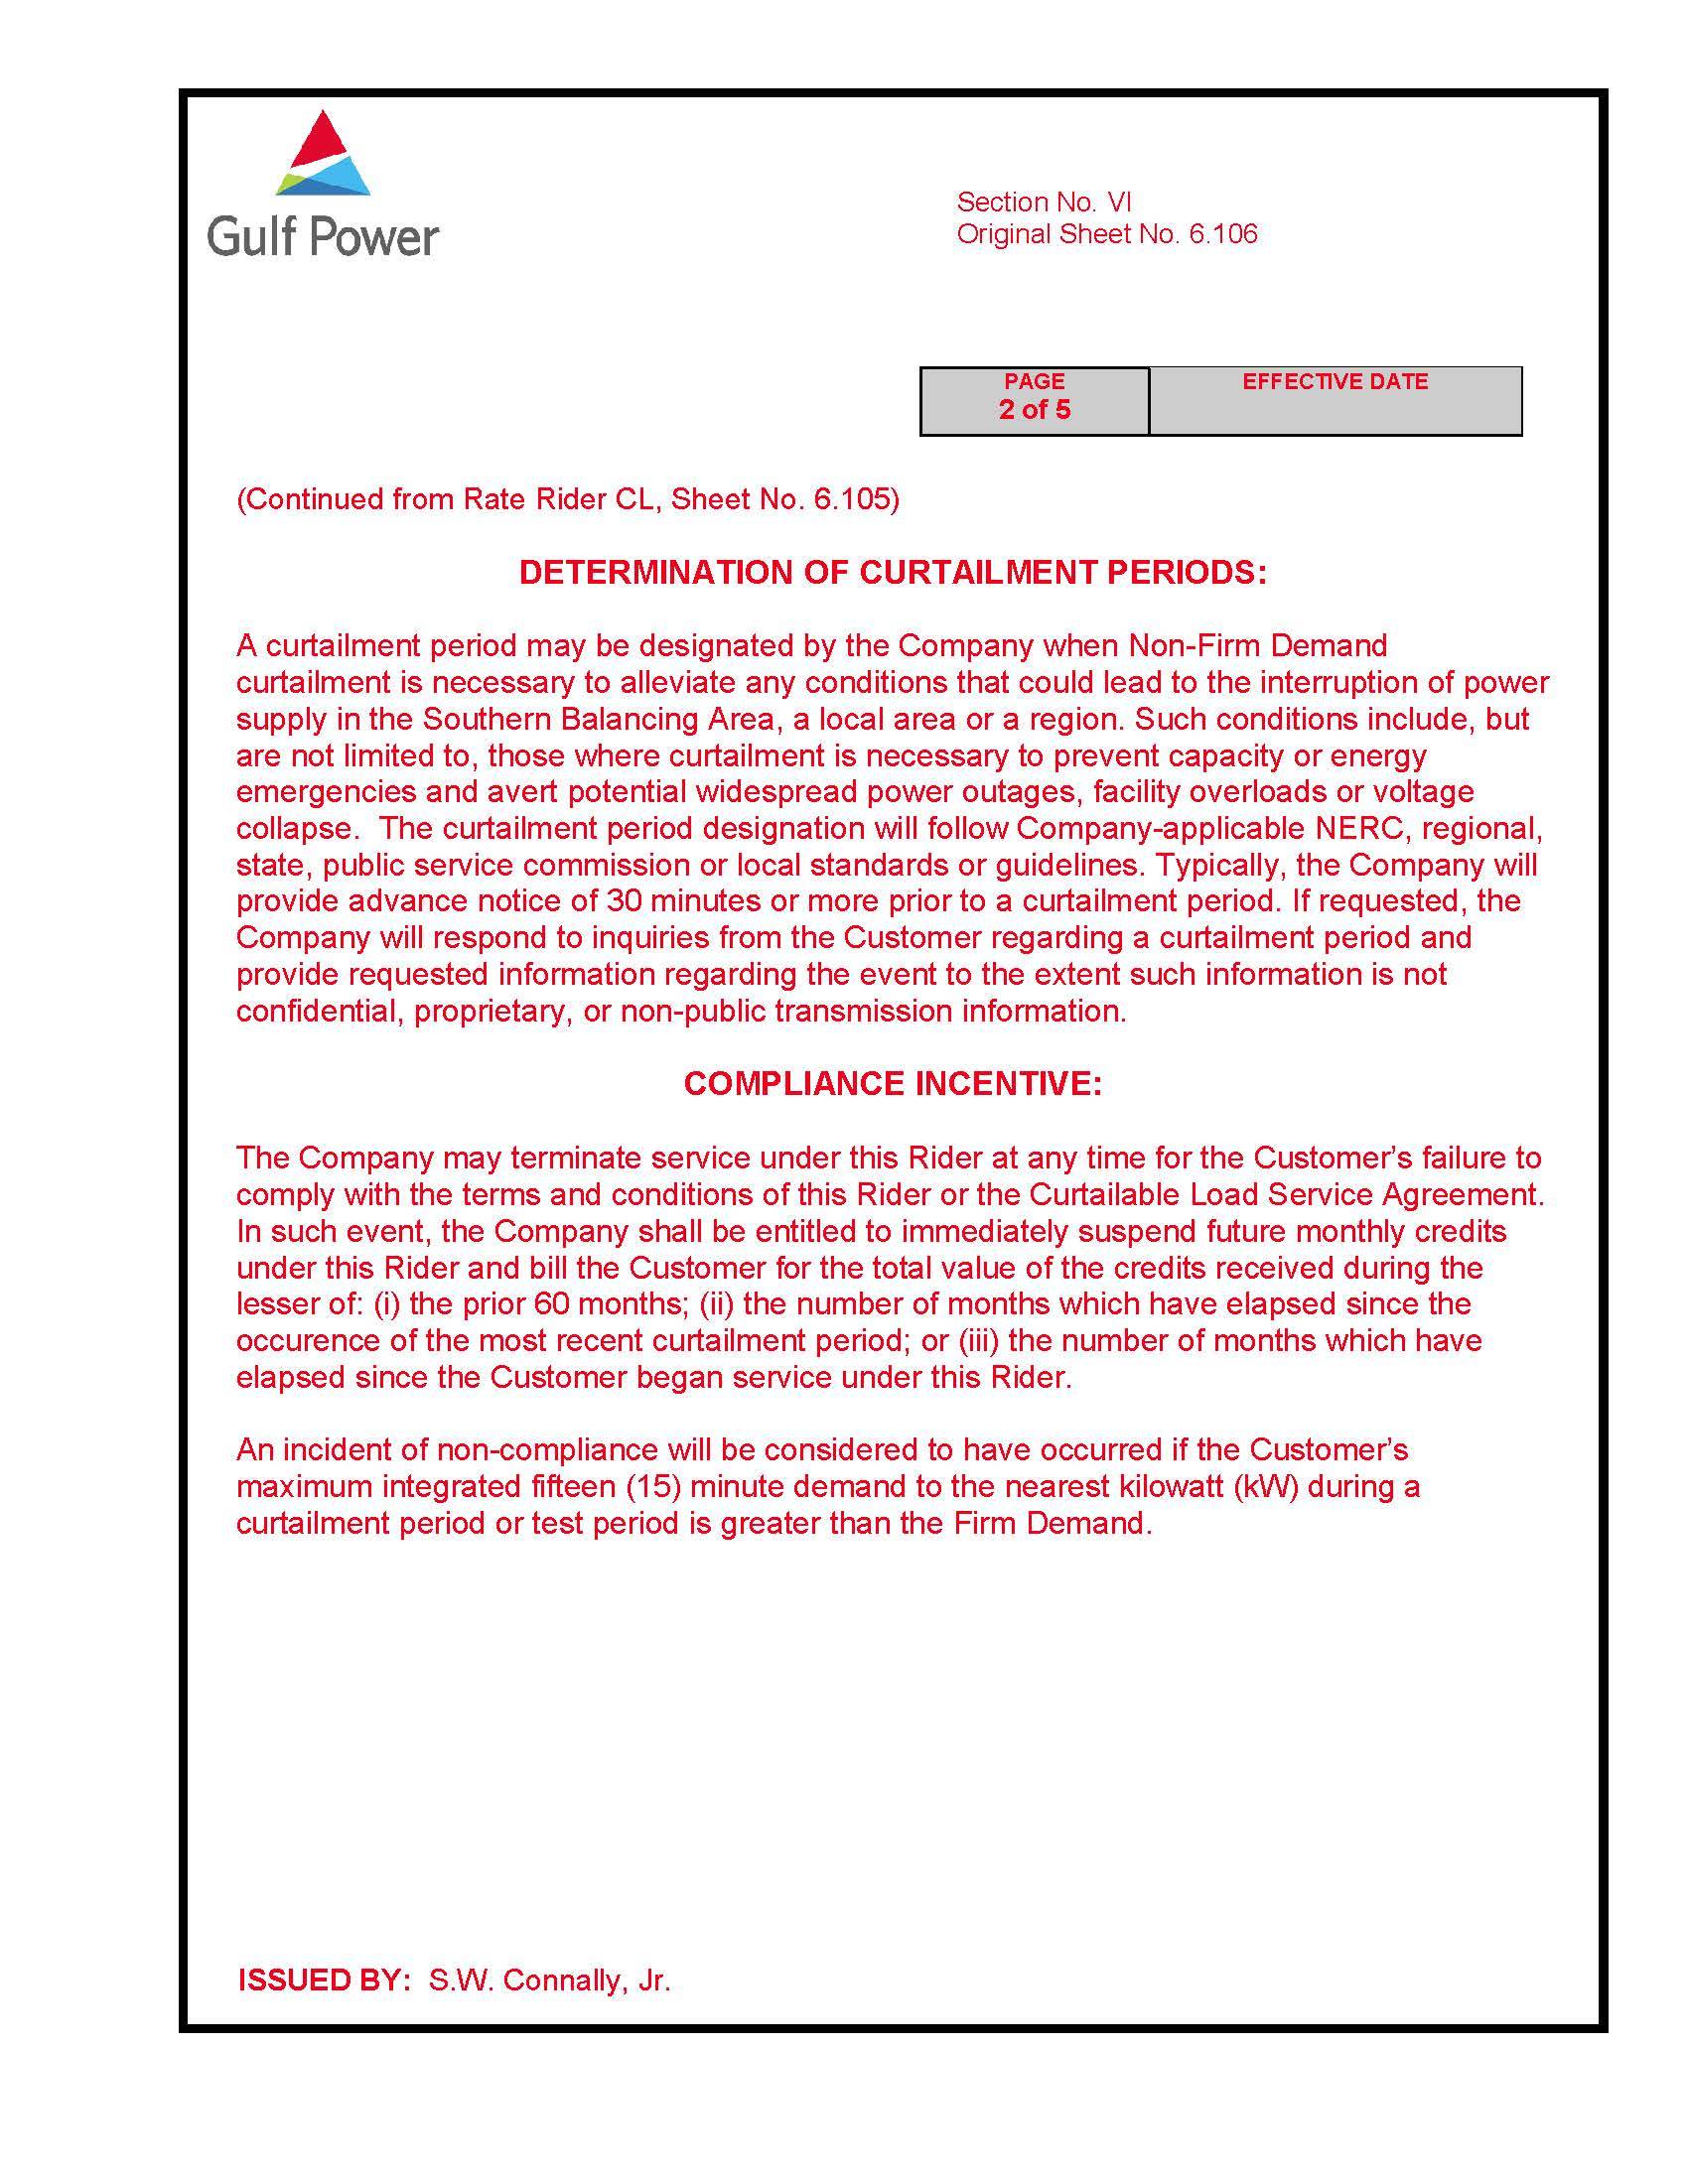 Gulf Power
Section No. VI
Original Sheet No. 6.106
PAGE
2 of 5
EFFECTIVE DATE
(Continued from Rate Rider CL, Sheet No. 6.105)
DETERMINATION OF CURTAILMENT PERIODS:
A curtailment period may be designated by the Company when Non-Firm Demand
curtailment is necessary to alleviate any conditions that could lead to the interruption of power
supply in the Southern Balancing Area, a local area or a region. Such conditions include, but
are not limited to, those where curtailment is necessary to prevent capacity or energy
emergencies and avert potential widespread power outages, facility overloads or voltage
collapse.  The curtailment period designation will follow Company-applicable NERC, regional,
state, public service commission or local standards or guidelines. Typically, the Company will
provide advance notice of 30 minutes or more prior to a curtailment period. If requested, the
Company will respond to inquiries from the Customer regarding a curtailment period and
provide requested information regarding the event to the extent such information is not
confidential, proprietary, or non-public transmission information.
COMPLIANCE INCENTIVE:
The Company may terminate service under this Rider at any time for the Customer’s failure to
comply with the terms and conditions of this Rider or the Curtailable Load Service Agreement.
In such event, the Company shall be entitled to immediately suspend future monthly credits
under this Rider and bill the Customer for the total value of the credits received during the
lesser of: (i) the prior 60 months; (ii) the number of months which have elapsed since the
occurence of the most recent curtailment period; or (iii) the number of months which have
elapsed since the Customer began service under this Rider.
An incident of non-compliance will be considered to have occurred if the Customer’s
maximum integrated fifteen (15) minute demand to the nearest kilowatt (kW) during a
curtailment period or test period is greater than the Firm Demand.
ISSUED BY:  S.W. Connally, Jr.